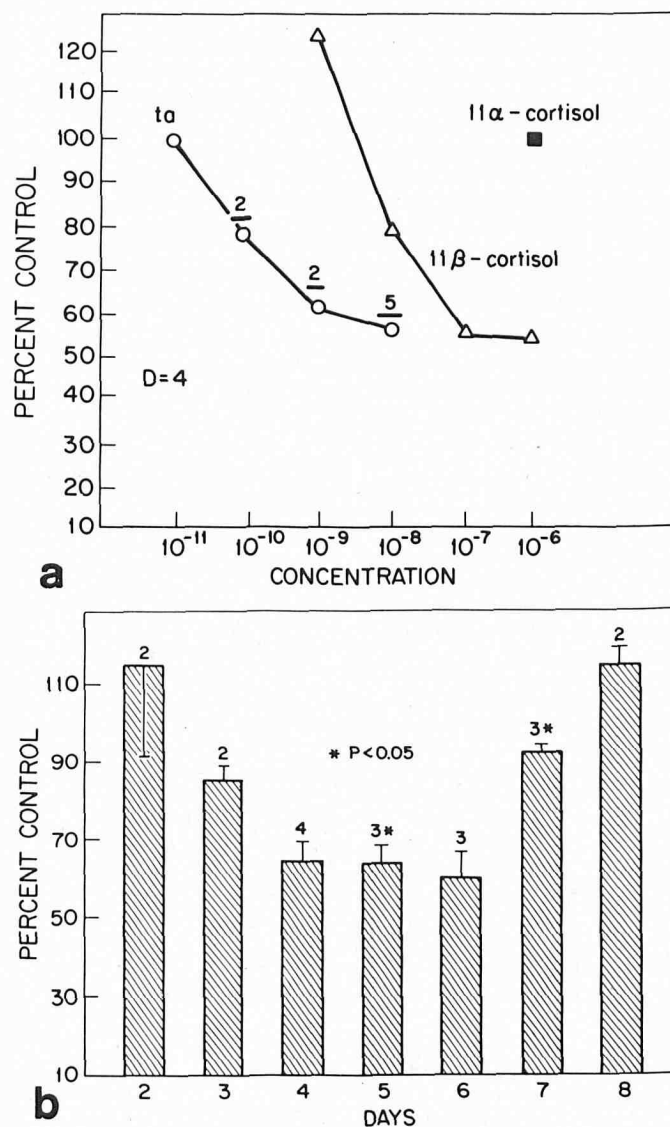 120
110
100
90
80
70
60
50
40
30
20
10
PERCENT CONTROL
ta
2
2
5
11α-cortisol
11β-cortisol
D=4
10⁻¹¹ 10⁻¹⁰ 10⁻⁹ 10⁻⁸ 10⁻⁷ 10⁻⁶
CONCENTRATION
a
110
90
70
50
30
10
PERCENT CONTROL
2
2
4
3*
3
3*
2
* P<0.05
2 3 4 5 6 7 8
DAYS
b